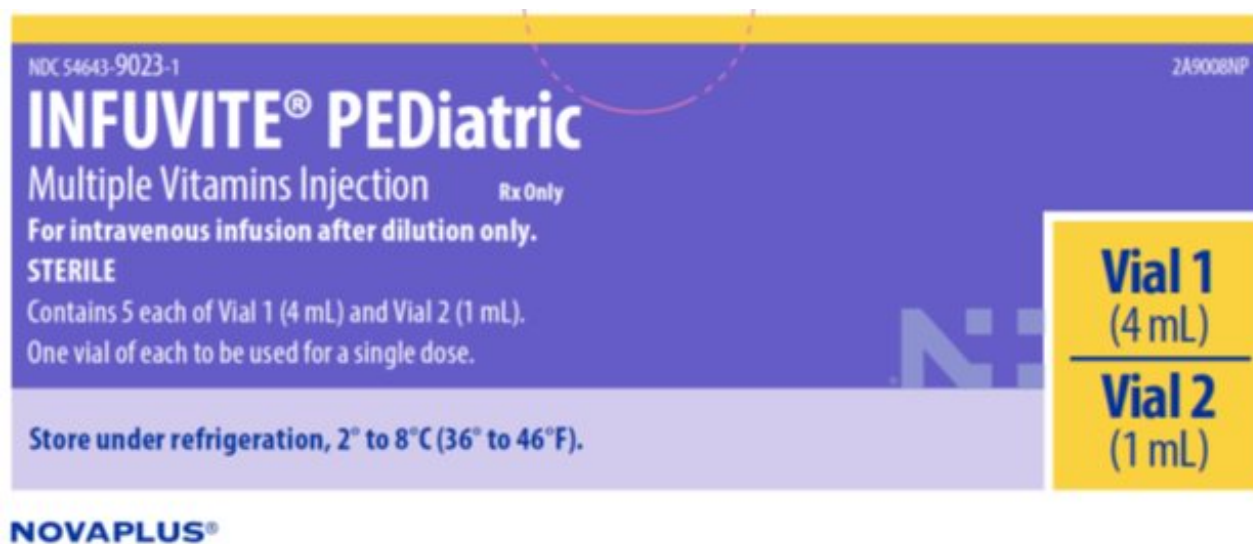 NDC 54643-9023-1
2A9008NP
INFUVITE® PEDiatric
Multiple Vitamins Injection Rx Only
For intravenous infusion after dilution only.
STERILE
Contains 5 each of Vial 1 (4 mL) and Vial 2 (1 mL).
One vial of each to be used for a single dose.
Vial 1
(4 mL)
Vial 2
(1 mL)
Store under refrigeration, 2° to 8°C (36° to 46°F).
NOVAPLUS®